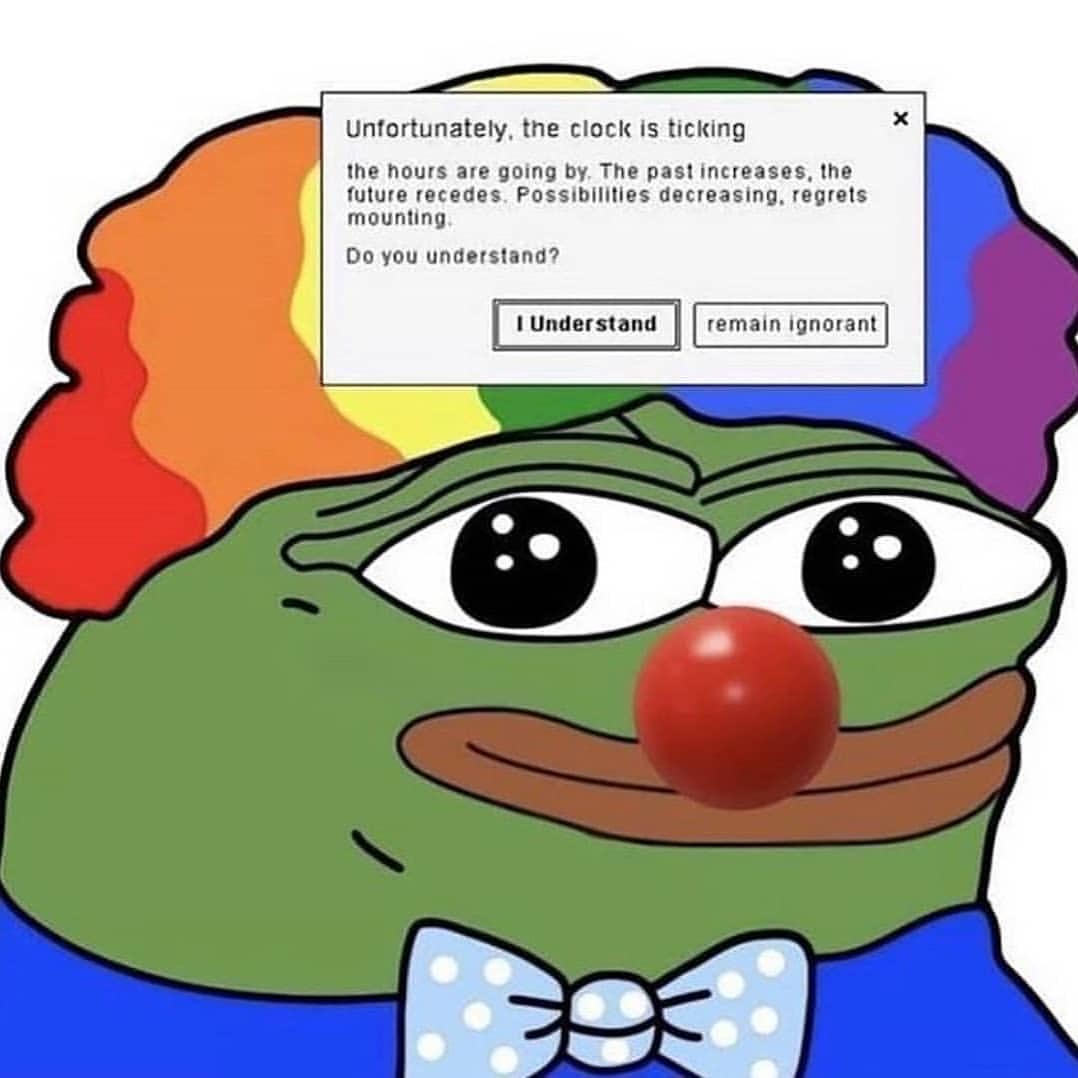 Unfortunately, the clock is ticking
the hours are going by. The past increases, the
future recedes. Possibilities decreasing, regrets
mounting.
Do you understand?
I Understand
remain ignorant